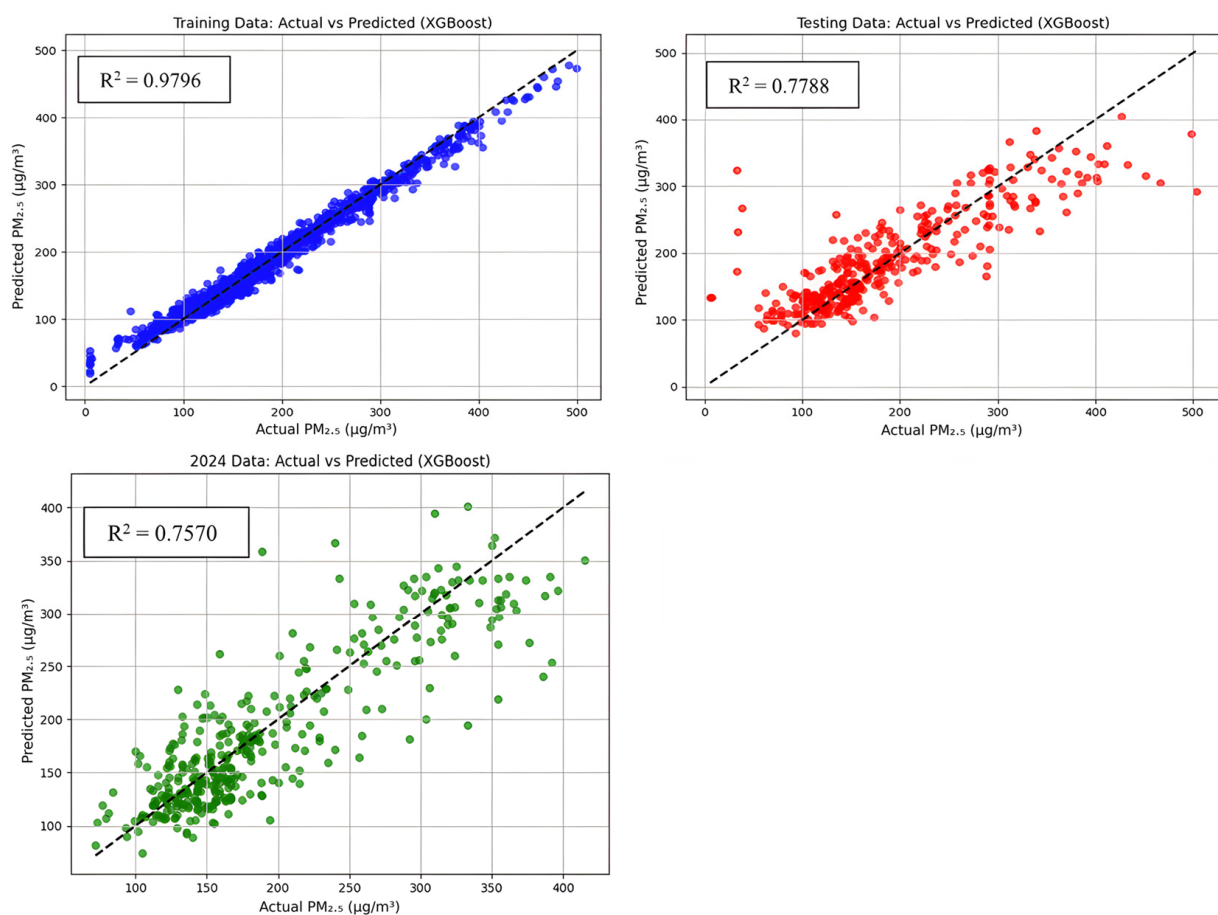 Training Data: Actual vs Predicted (XGBoost)
R² = 0.9796
500
400
300
200
100
0
Predicted PM₂.₅ (µg/m³)
0 100 200 300 400 500
Actual PM₂.₅ (µg/m³)
Testing Data: Actual vs Predicted (XGBoost)
R² = 0.7788
500
400
300
200
100
0
Predicted PM₂.₅ (µg/m³)
0 100 200 300 400 500
Actual PM₂.₅ (µg/m³)
2024 Data: Actual vs Predicted (XGBoost)
R² = 0.7570
400
350
300
250
200
150
100
Predicted PM₂.₅ (µg/m³)
100 150 200 250 300 350 400
Actual PM₂.₅ (µg/m³)